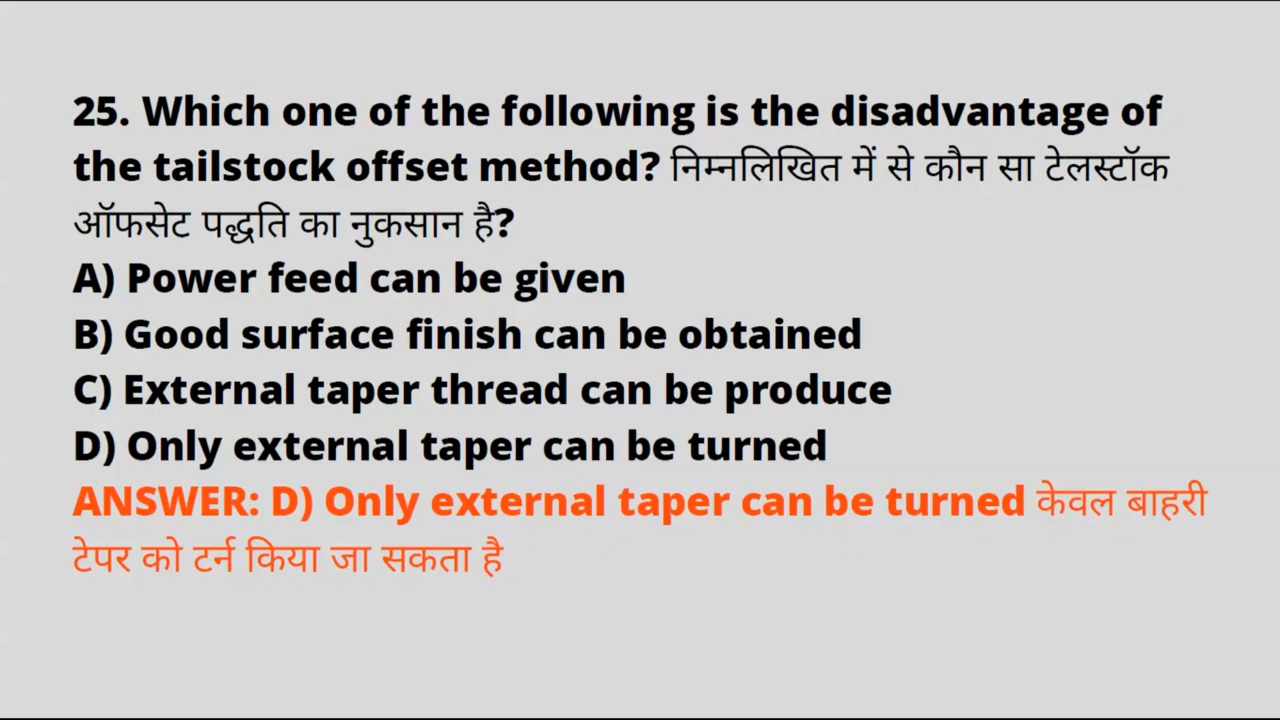 25. Which one of the following is the disadvantage of
the tailstock offset method? निम्नलिखित में से कौन सा टेलस्टॉक
ऑफसेट पद्धति का नुकसान है?
A) Power feed can be given
B) Good surface finish can be obtained
C) External taper thread can be produce
D) Only external taper can be turned
ANSWER: D) Only external taper can be turned केवल बाहरी
टेपर को टर्न किया जा सकता है